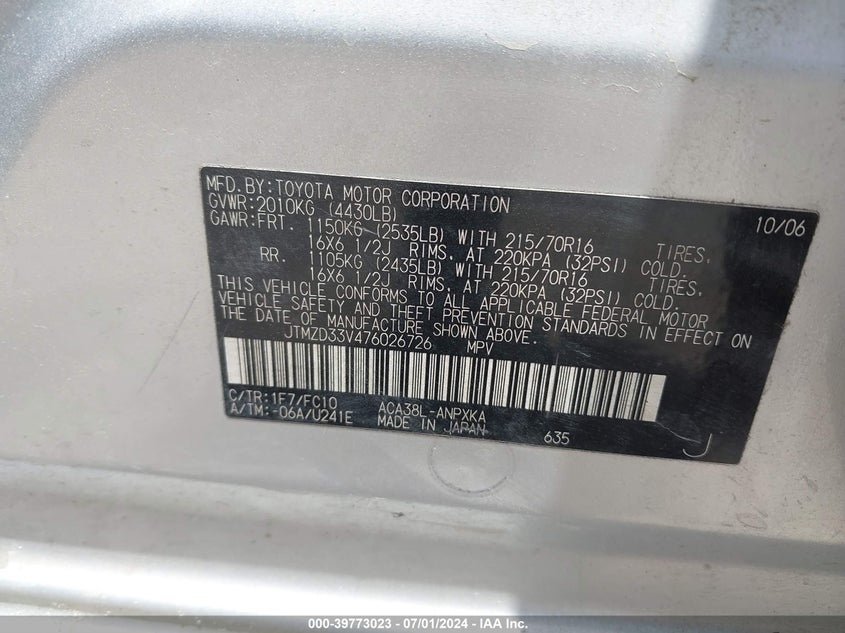 MFD.BY:TOYOTA MOTOR CORPORATION 10/06
GVWR:2010KG (4430LB)
GAWR:FRT. 1150KG (2535LB) WITH 215/70R16 TIRES,
16X6 1/2J RIMS, AT 220KPA (32PSI) COLD.
RR. 1105KG (2435LB) WITH 215/70R16 TIRES,
16X6 1/2J RIMS, AT 220KPA (32PSI) COLD.
THIS VEHICLE CONFORMS TO ALL APPLICABLE FEDERAL MOTOR
VEHICLE SAFETY AND THEFT PREVENTION STANDARDS IN EFFECT ON
THE DATE OF MANUFACTURE SHOWN ABOVE.
JTMZD33V476026726 MPV
C/TR:1F7/FC10 ACA38L-ANPXKA
A/TM:-06A/U241E MADE IN JAPAN 635 J
000-39773023 - 07/01/2024 - IAA Inc.